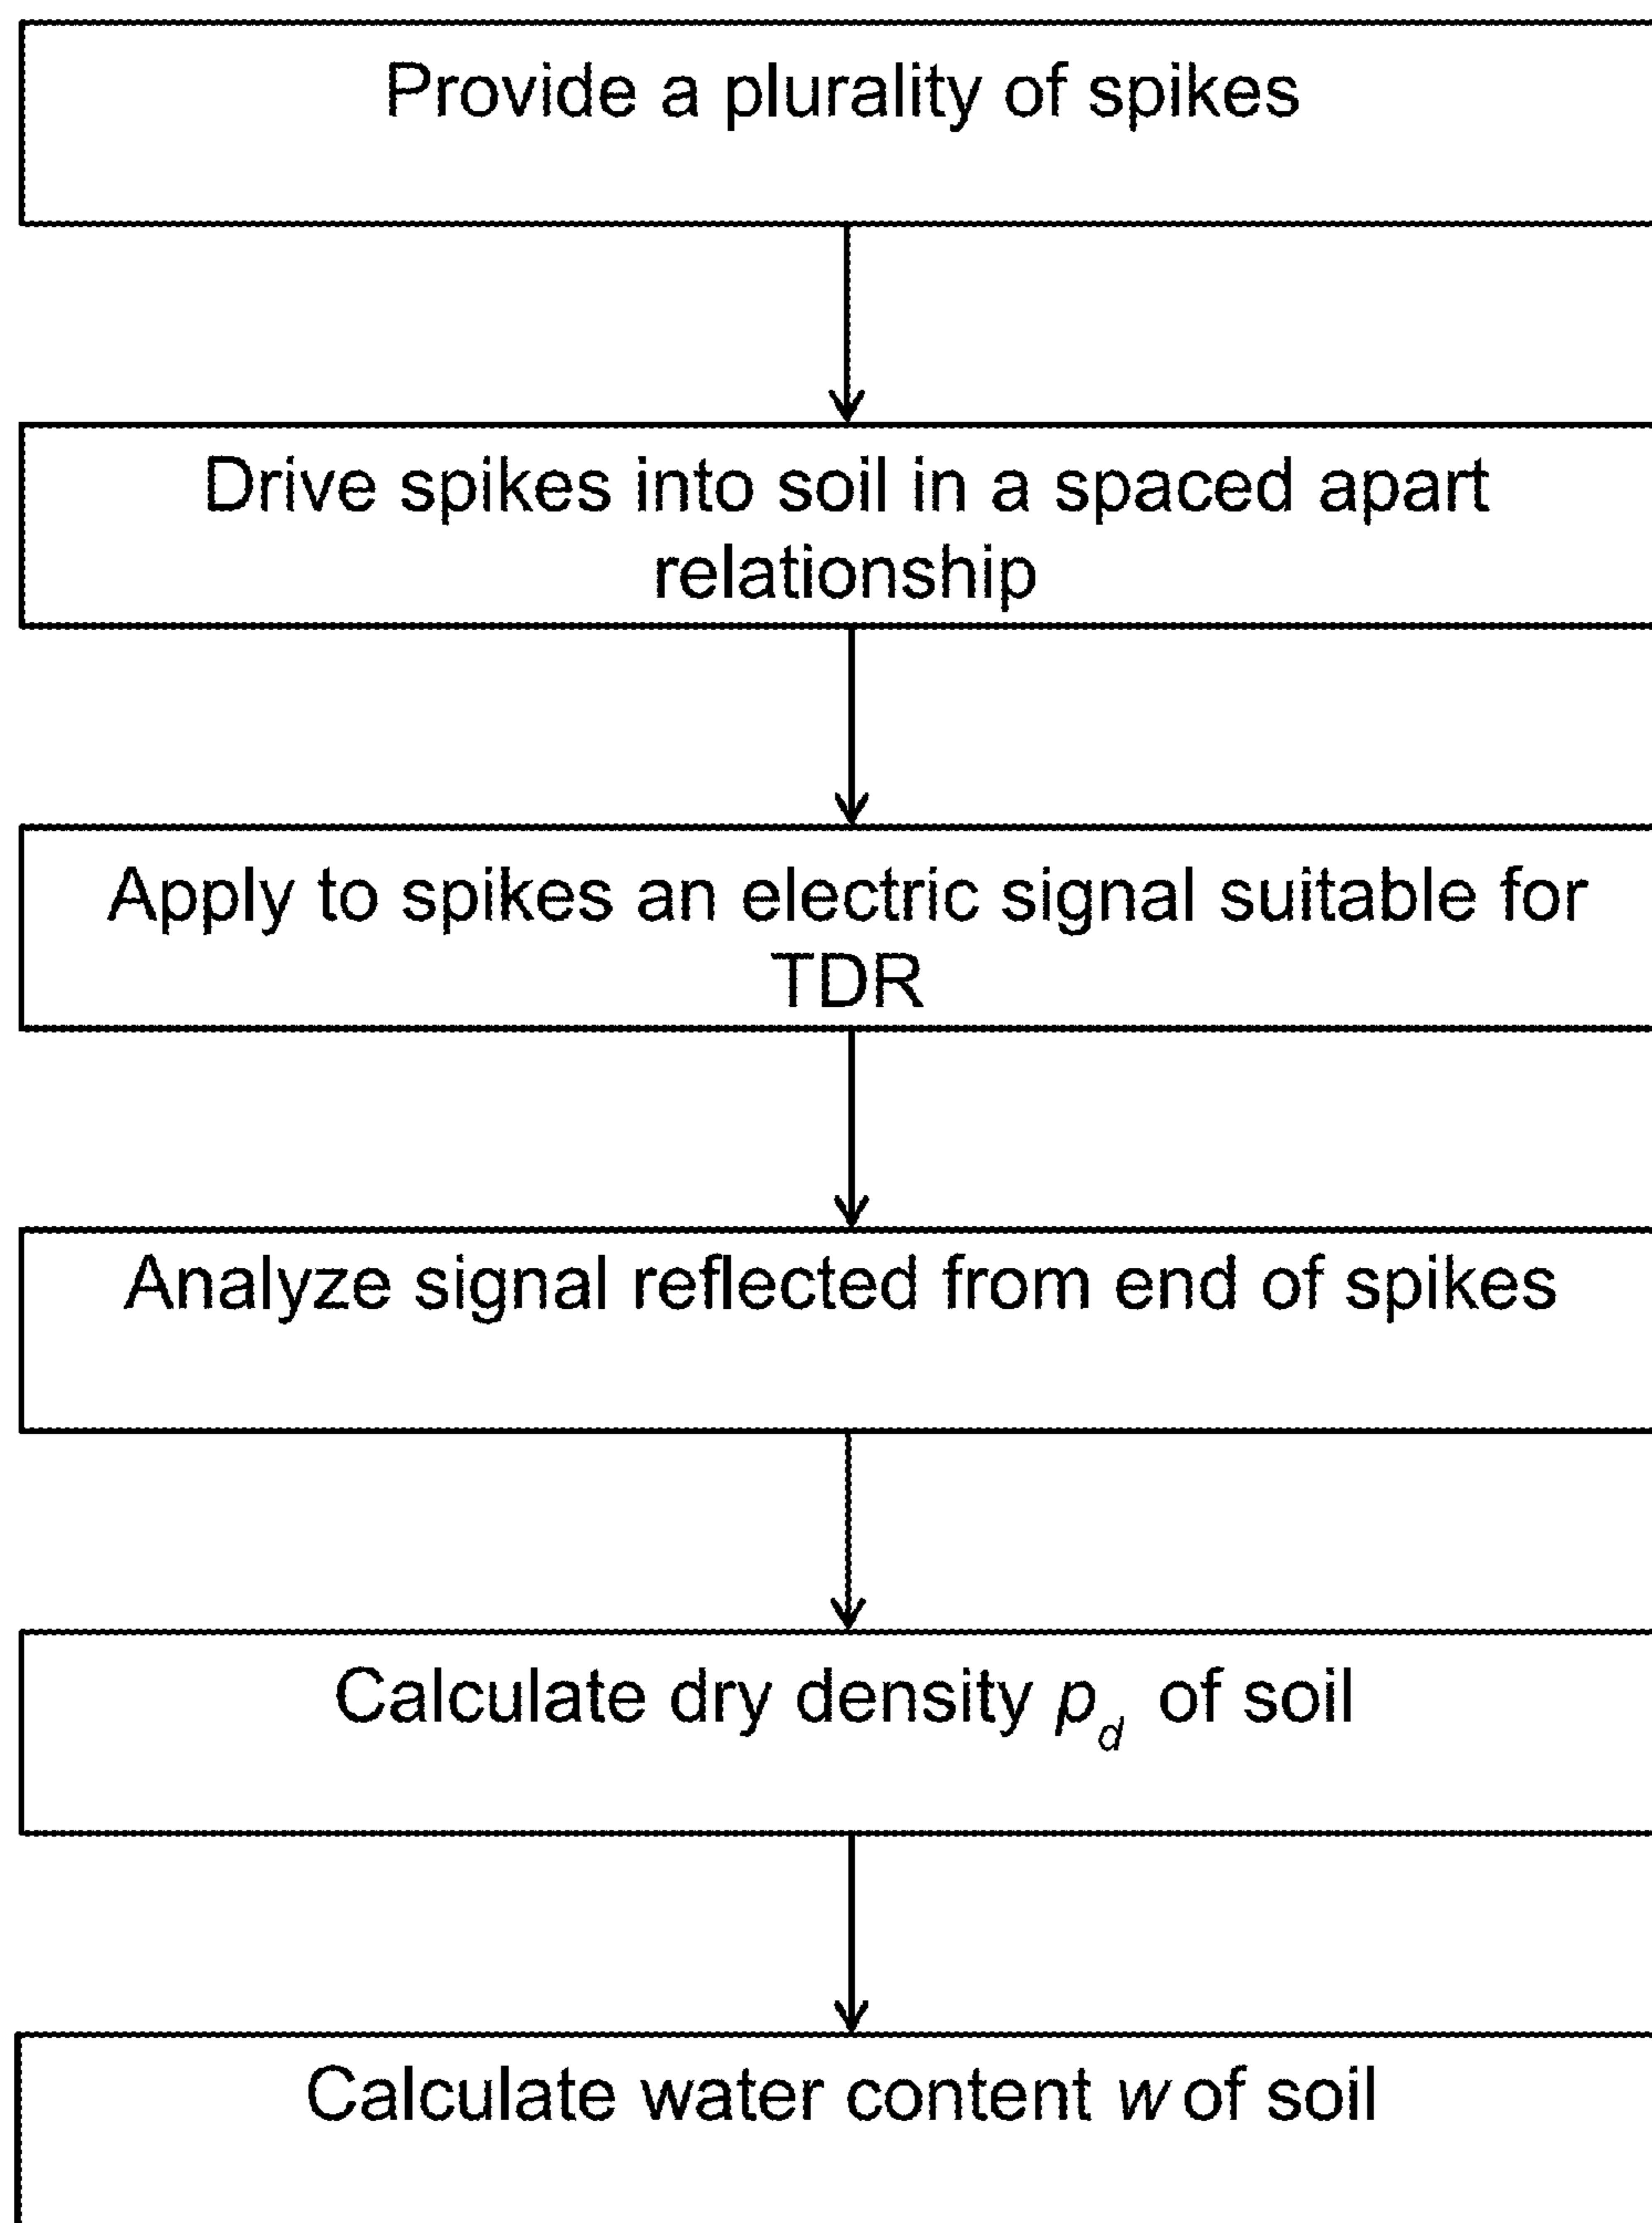 Provide a plurality of spikes
Drive spikes into soil in a spaced apart
relationship
Apply to spikes an electric signal suitable for
TDR
Analyze signal reflected from end of spikes
Calculate dry density p_d of soil
Calculate water content w of soil